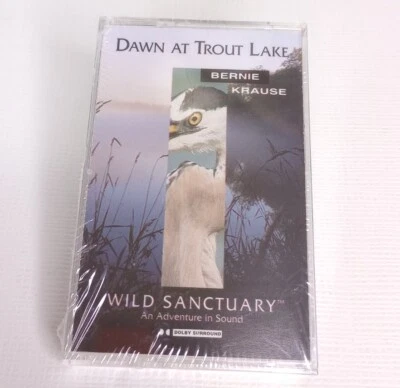 DAWN AT TROUT LAKE
BERNIE
KRAUSE
WILD SANCTUARY™
An Adventure in Sound
DOLBY SURROUND